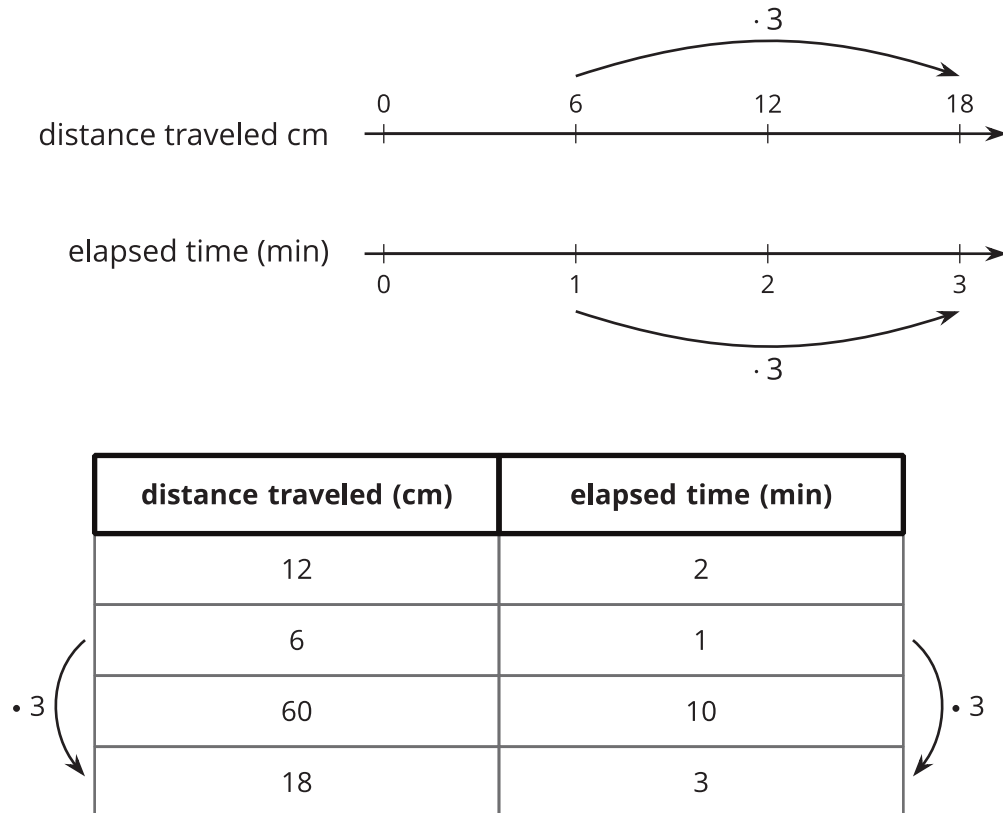 · 3
0 6 12 18
distance traveled cm
elapsed time (min)
0 1 2 3
· 3
distance traveled (cm) elapsed time (min)
12 2
6 1
• 3 60 10 • 3
18 3